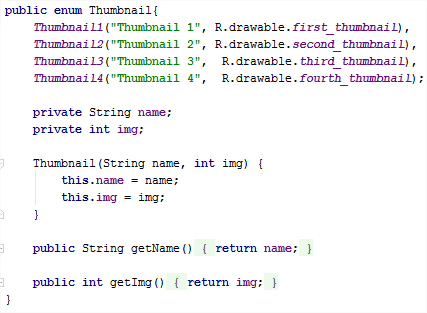 public enum Thumbnail{
    Thumbnail1("Thumbnail 1", R.drawable.first_thumbnail),
    Thumbnail2("Thumbnail 2", R.drawable.second_thumbnail),
    Thumbnail3("Thumbnail 3",  R.drawable.third_thumbnail),
    Thumbnail4("Thumbnail 4",  R.drawable.fourth_thumbnail);
    private String name;
    private int img;
    Thumbnail(String name, int img) {
        this.name = name;
        this.img = img;
    }
    public String getName() { return name; }
    public int getImg() { return img; }
}